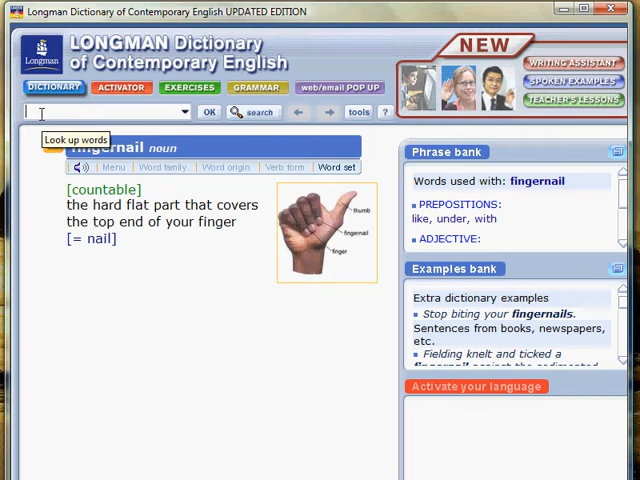 Longman Dictionary of Contemporary English UPDATED EDITION
Longman
LONGMAN Dictionary
of Contemporary English
NEW
WRITING ASSISTANT
SPOKEN EXAMPLES
TEACHER'S LESSONS
DICTIONARY
ACTIVATOR
EXERCISES
GRAMMAR
web/email POP UP
OK
search
tools
?
Look up words
fingernail noun
Menu
Word family
Word origin
Verb form
Word set
[countable]
the hard flat part that covers
the top end of your finger
[= nail]
thumb
fingernail
finger
Phrase bank
Words used with: fingernail
PREPOSITIONS:
like, under, with
ADJECTIVE:
Examples bank
Extra dictionary examples
Stop biting your fingernails.
Sentences from books, newspapers,
etc.
Fielding knelt and ticked a
fingernail against the sedimented
Activate your language